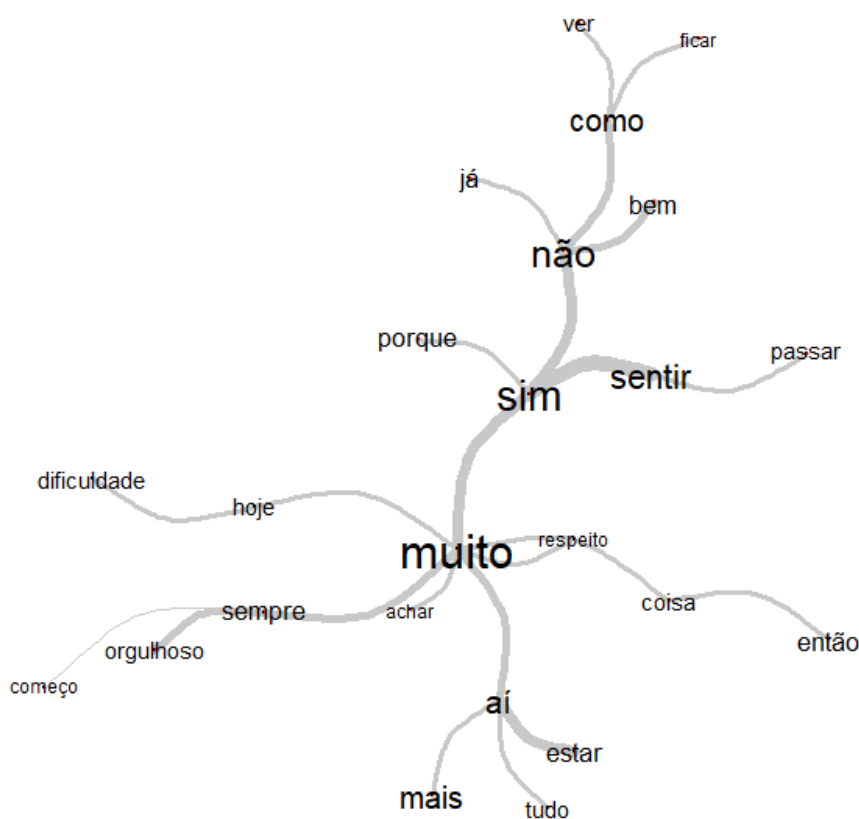 ver
ficar
como
já
bem
não
porque
passar
sentir
sim
dificuldade
hoje
muito
respeito
coisa
sempre
achar
então
orgulhoso
começo
aí
estar
mais
tudo